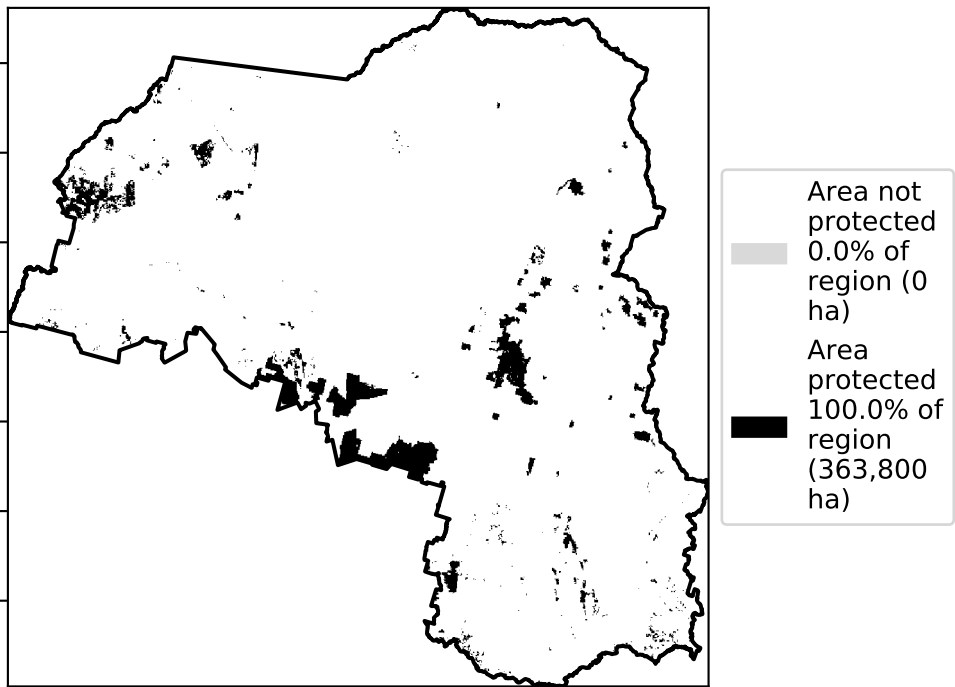 Area not
protected
0.0% of
region (0
ha)
Area
protected
100.0% of
region
(363,800
ha)